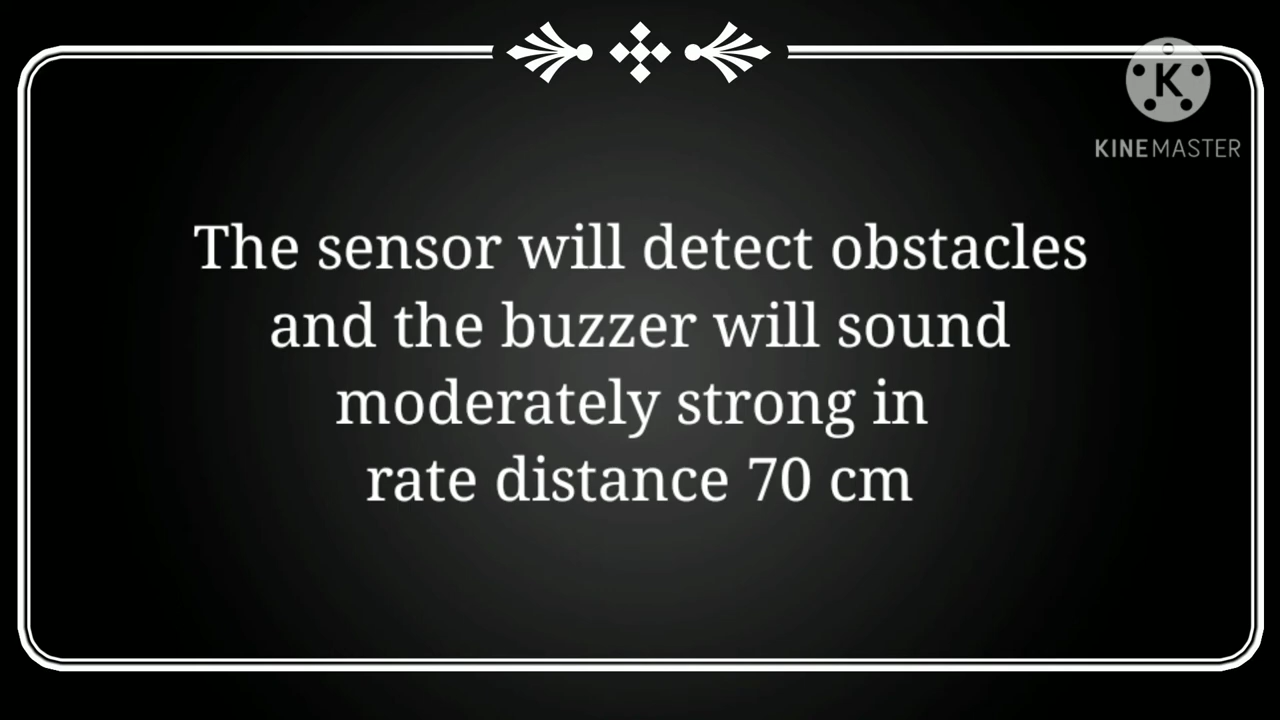 K
KINEMASTER
The sensor will detect obstacles
and the buzzer will sound
moderately strong in
rate distance 70 cm